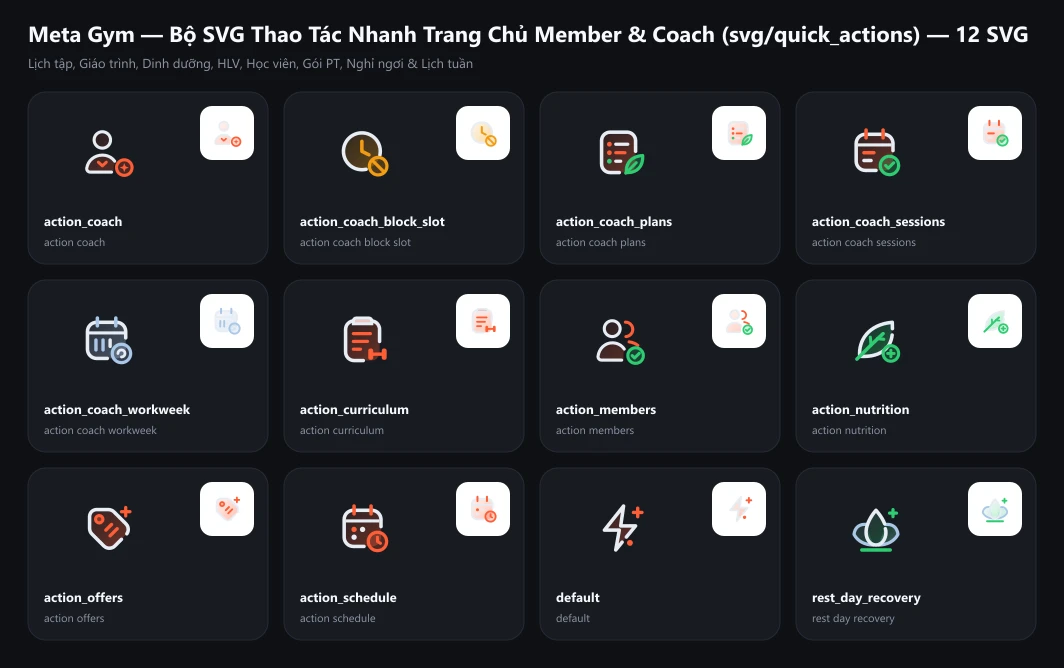 Meta Gym — Bộ SVG Thao Tác Nhanh Trang Chủ Member & Coach (svg/quick_actions) — 12 SVG
Lịch tập, Giáo trình, Dinh dưỡng, HLV, Học viên, Gói PT, Nghỉ ngơi & Lịch tuần
action_coach
action coach
action_coach_block_slot
action coach block slot
action_coach_plans
action coach plans
action_coach_sessions
action coach sessions
action_coach_workweek
action coach workweek
action_curriculum
action curriculum
action_members
action members
action_nutrition
action nutrition
action_offers
action offers
action_schedule
action schedule
default
default
rest_day_recovery
rest day recovery